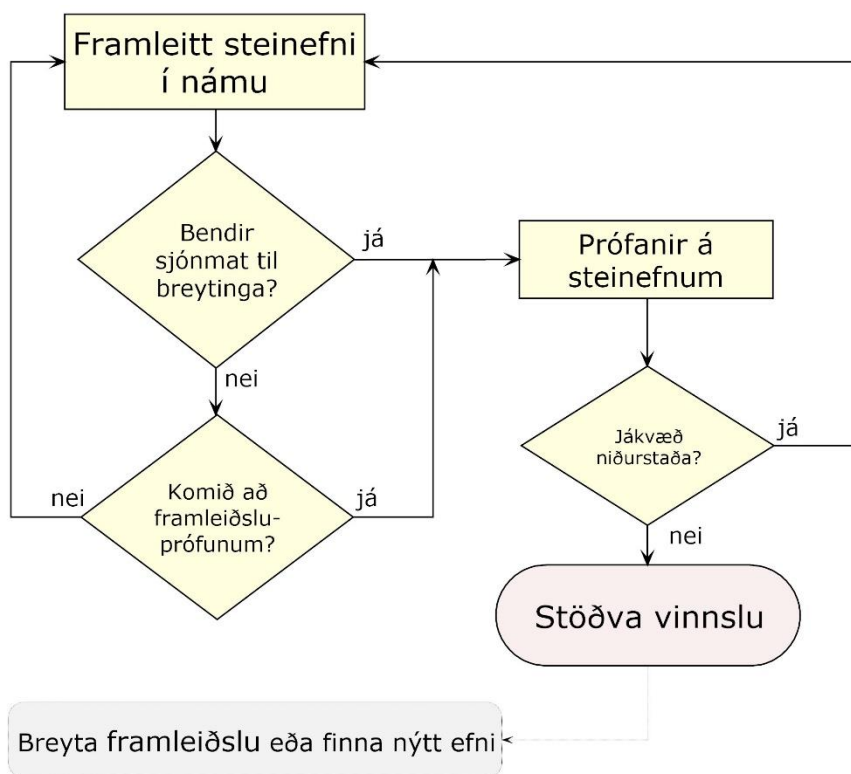 Framleitt steinefni
í námu
Bendir
sjónmat til
breytinga?
já
Prófanir á
steinefnum
nei
Jákvæð
niðurstaða?
já
nei
Komið að
framleiðslu-
prófunum?
já
nei
Stöðva vinnslu
Breyta framleiðslu eða finna nýtt efni